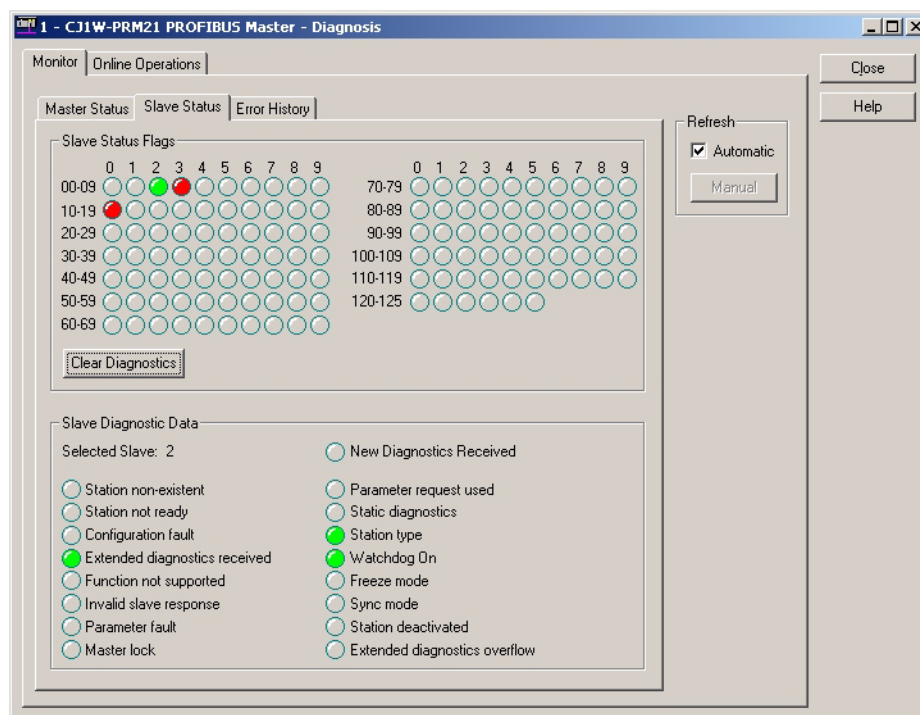 1 - CJ1W-PRM21 PROFIBUS Master - Diagnosis
Monitor Online Operations
Close
Help
Master Status Slave Status Error History
Refresh
Automatic
Manual
Slave Status Flags
0 1 2 3 4 5 6 7 8 9
00-09
10-19
20-29
30-39
40-49
50-59
60-69
0 1 2 3 4 5 6 7 8 9
70-79
80-89
90-99
100-109
110-119
120-125
Clear Diagnostics
Slave Diagnostic Data
Selected Slave: 2
New Diagnostics Received
Station non-existent
Station not ready
Configuration fault
Extended diagnostics received
Function not supported
Invalid slave response
Parameter fault
Master lock
Parameter request used
Static diagnostics
Station type
Watchdog On
Freeze mode
Sync mode
Station deactivated
Extended diagnostics overflow